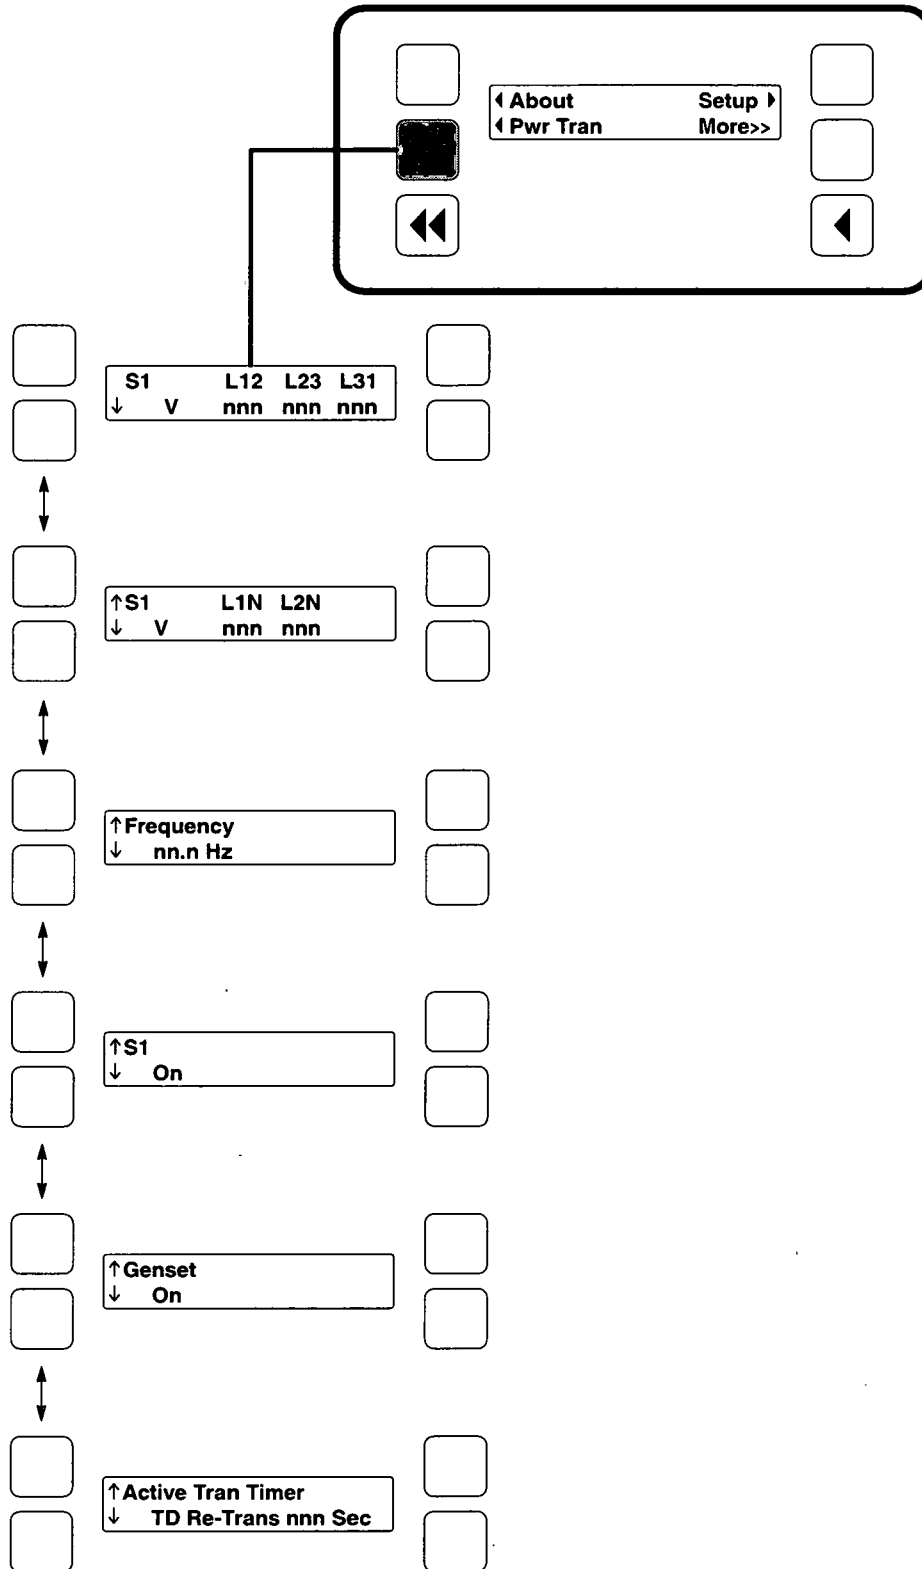 ◀ About Setup ▶
◀ Pwr Tran More>>
S1 L12 L23 L31
↓ V nnn nnn nnn
↑S1 L1N L2N
↓ V nnn nnn
↑Frequency
↓ nn.n Hz
↑S1
↓ On
↑Genset
↓ On
↑Active Tran Timer
↓ TD Re-Trans nnn Sec